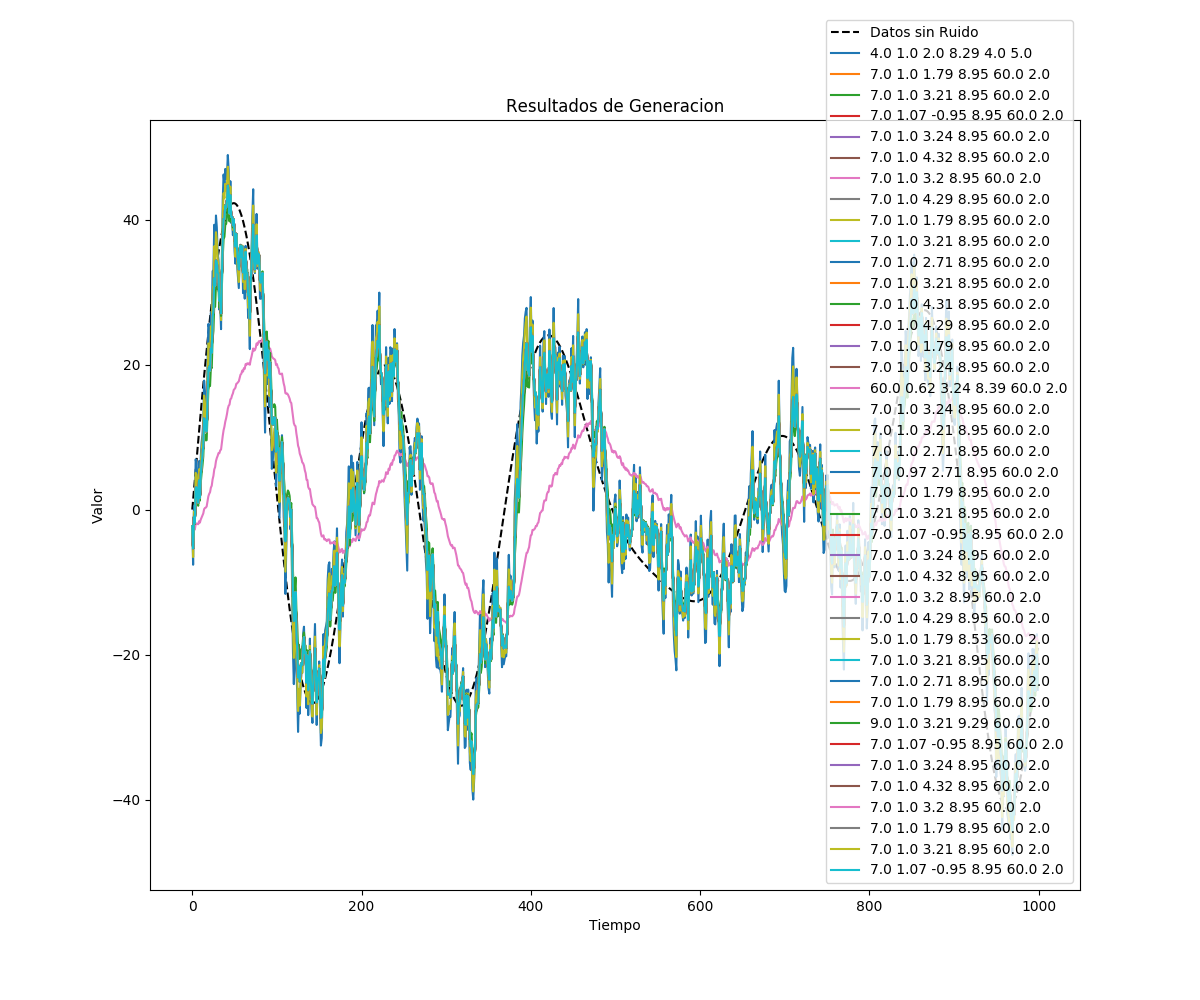 Datos sin Ruido
4.0 1.0 2.0 8.29 4.0 5.0
7.0 1.0 1.79 8.95 60.0 2.0
7.0 1.0 3.21 8.95 60.0 2.0
7.0 1.07 -0.95 8.95 60.0 2.0
7.0 1.0 3.24 8.95 60.0 2.0
7.0 1.0 4.32 8.95 60.0 2.0
7.0 1.0 3.2 8.95 60.0 2.0
7.0 1.0 4.29 8.95 60.0 2.0
7.0 1.0 1.79 8.95 60.0 2.0
7.0 1.0 3.21 8.95 60.0 2.0
7.0 1.0 2.71 8.95 60.0 2.0
7.0 1.0 3.21 8.95 60.0 2.0
7.0 1.0 4.31 8.95 60.0 2.0
7.0 1.0 4.29 8.95 60.0 2.0
7.0 1.0 1.79 8.95 60.0 2.0
7.0 1.0 3.24 8.95 60.0 2.0
60.0 0.62 3.24 8.39 60.0 2.0
7.0 1.0 3.24 8.95 60.0 2.0
7.0 1.0 3.21 8.95 60.0 2.0
7.0 1.0 2.71 8.95 60.0 2.0
7.0 0.97 2.71 8.95 60.0 2.0
7.0 1.0 1.79 8.95 60.0 2.0
7.0 1.0 3.21 8.95 60.0 2.0
7.0 1.07 -0.95 8.95 60.0 2.0
7.0 1.0 3.24 8.95 60.0 2.0
7.0 1.0 4.32 8.95 60.0 2.0
7.0 1.0 3.2 8.95 60.0 2.0
7.0 1.0 4.29 8.95 60.0 2.0
5.0 1.0 1.79 8.53 60.0 2.0
7.0 1.0 3.21 8.95 60.0 2.0
7.0 1.0 2.71 8.95 60.0 2.0
7.0 1.0 1.79 8.95 60.0 2.0
9.0 1.0 3.21 9.29 60.0 2.0
7.0 1.07 -0.95 8.95 60.0 2.0
7.0 1.0 3.24 8.95 60.0 2.0
7.0 1.0 4.32 8.95 60.0 2.0
7.0 1.0 3.2 8.95 60.0 2.0
7.0 1.0 1.79 8.95 60.0 2.0
7.0 1.0 3.21 8.95 60.0 2.0
7.0 1.07 -0.95 8.95 60.0 2.0
Resultados de Generacion
Valor
40
20
0
−20
−40
0 200 400 600 800 1000
Tiempo